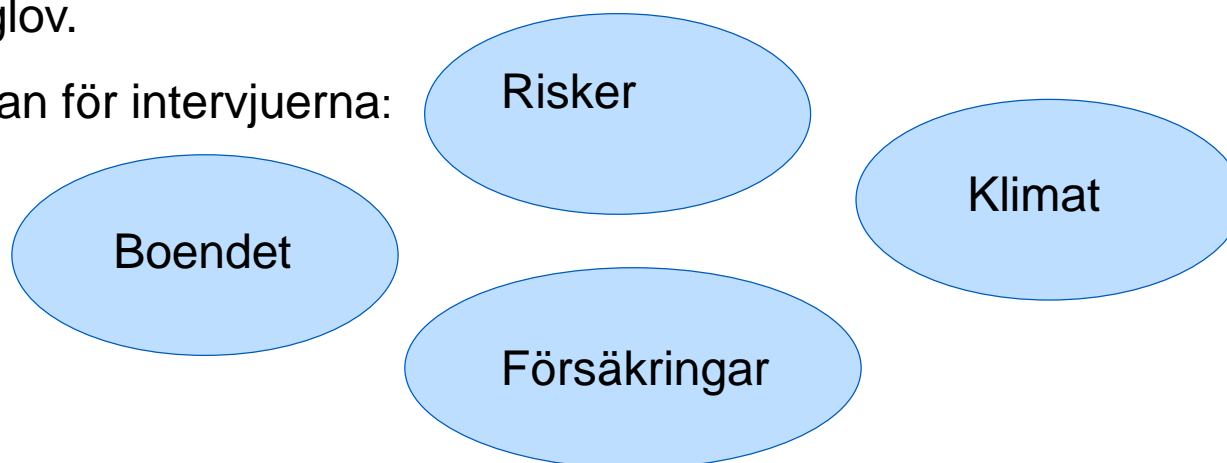 glov.
an för intervjuerna:
Risker
Klimat
Boendet
Försäkringar